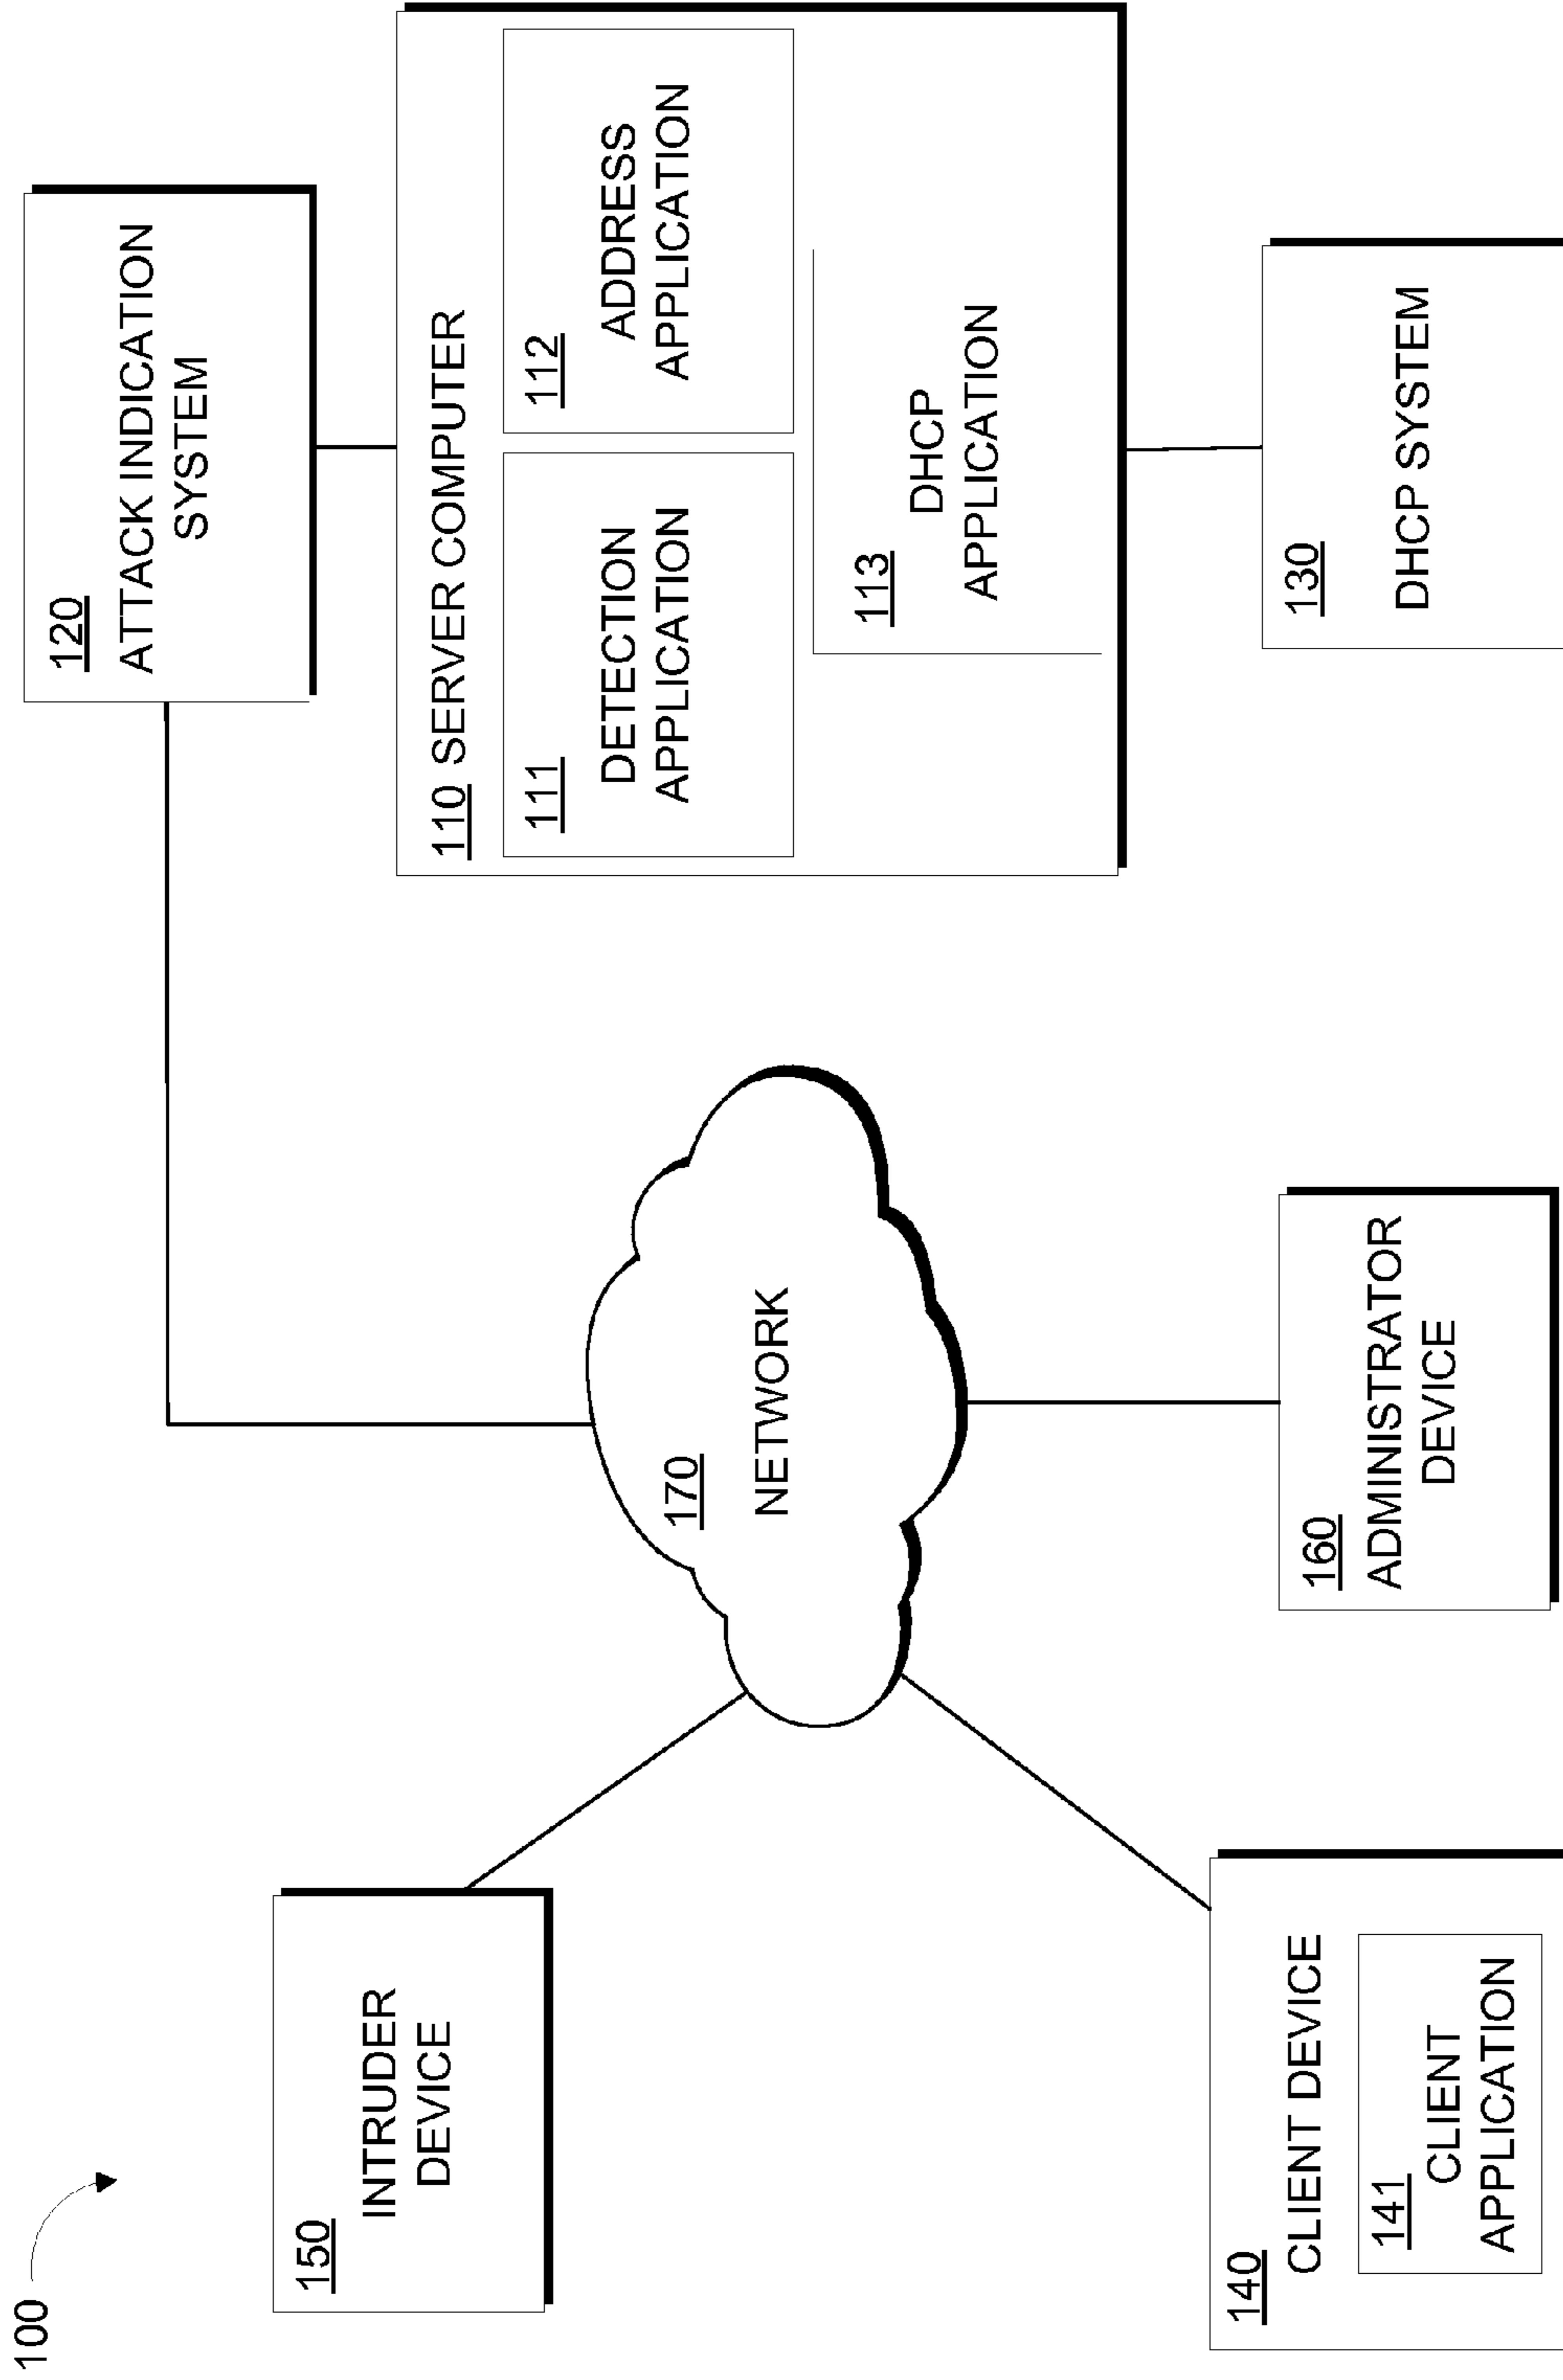 100
150
INTRUDER
DEVICE
140
CLIENT DEVICE
141
CLIENT
APPLICATION
170
NETWORK
160
ADMINISTRATOR
DEVICE
120
ATTACK INDICATION
SYSTEM
110 SERVER COMPUTER
111
DETECTION
APPLICATION
112
ADDRESS
APPLICATION
113
DHCP
APPLICATION
130
DHCP SYSTEM